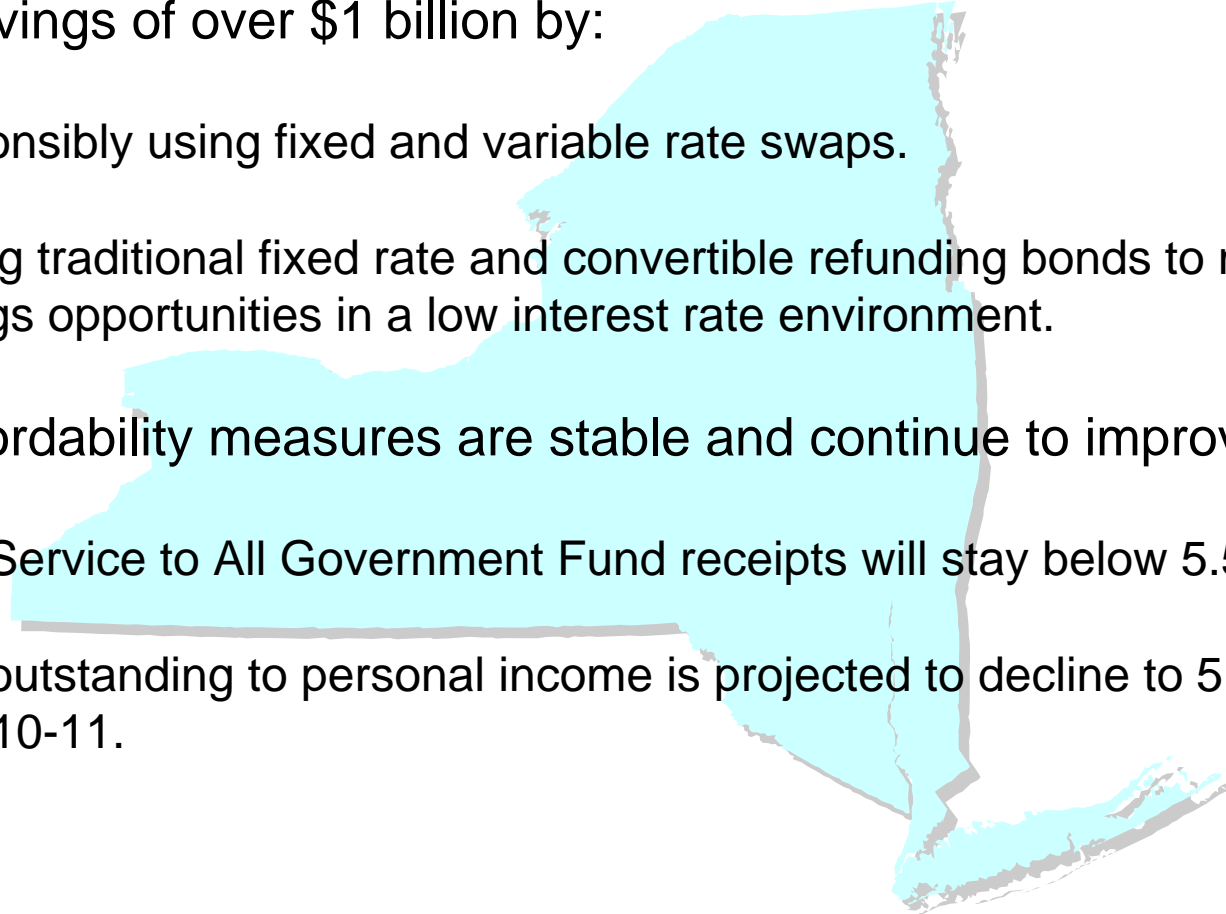 vings of over $1 billion by:
onsibly using fixed and variable rate swaps.
g traditional fixed rate and convertible refunding bonds to
gs opportunities in a low interest rate environment.
ordability measures are stable and continue to improv
Service to All Government Fund receipts will stay below 5.5
outstanding to personal income is projected to decline to 5
10-11.